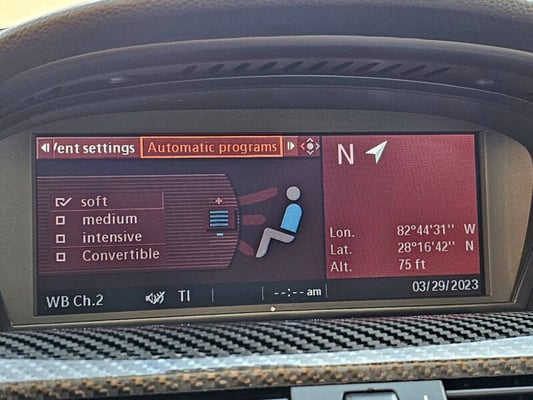 Vent settings Automatic programs
N
soft
medium
intensive
Convertible
+
-
Lon. 82°44'31" W
Lat. 28°16'42" N
Alt. 75 ft
WB Ch.2 TI --:-- am 03/29/2023